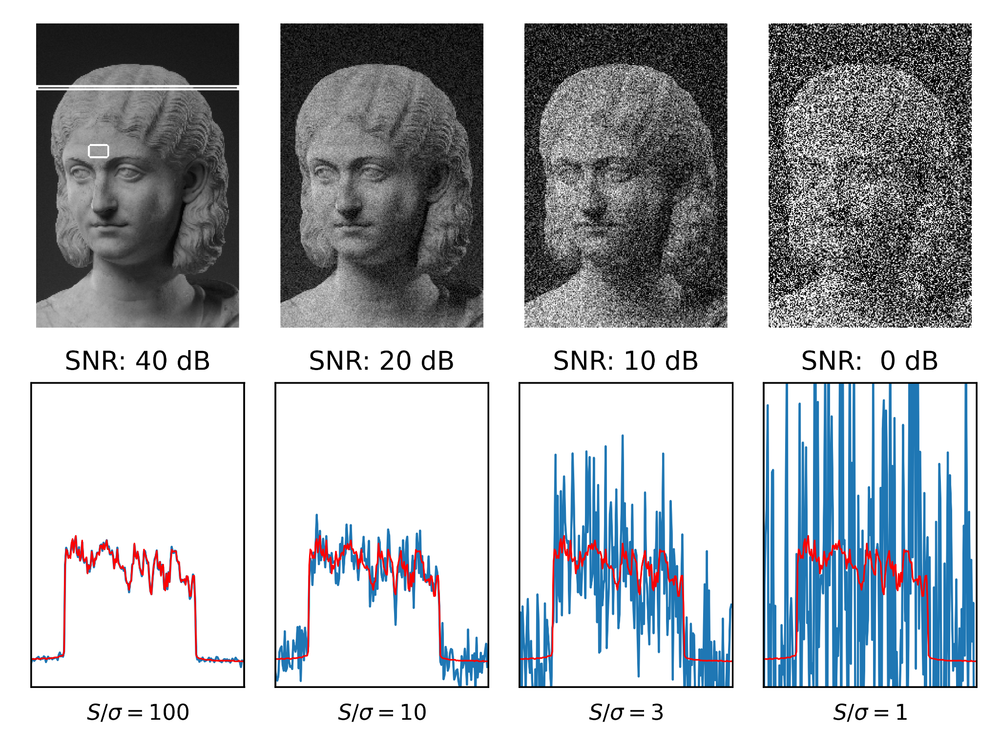 SNR: 40 dB
SNR: 20 dB
SNR: 10 dB
SNR:  0 dB
S/σ = 100
S/σ = 10
S/σ = 3
S/σ = 1